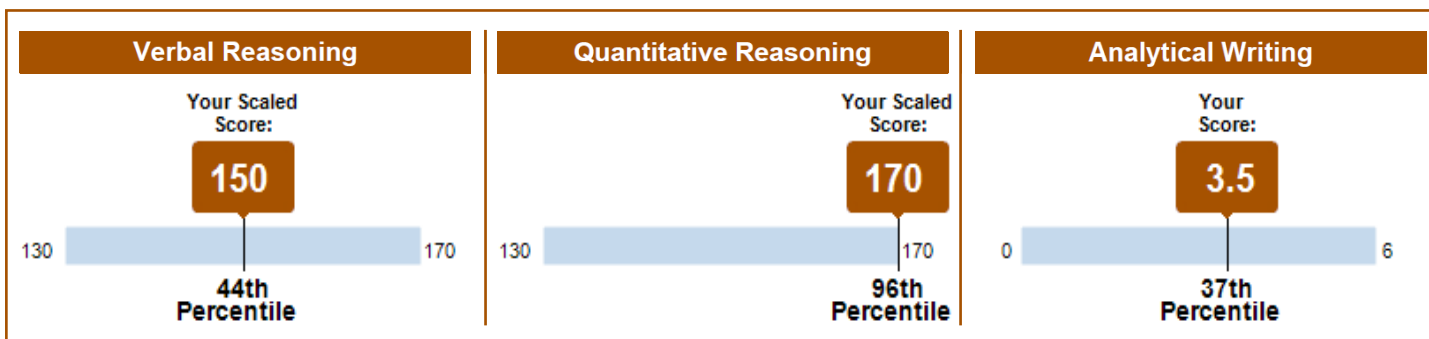 Verbal Reasoning
Your Scaled
Score:
150
130
170
44th
Percentile
Quantitative Reasoning
Your Scaled
Score:
170
130
170
96th
Percentile
Analytical Writing
Your
Score:
3.5
0
6
37th
Percentile